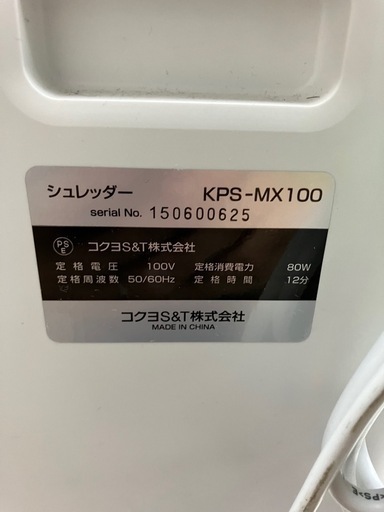 シュレッダー KPS-MX100
serial No. 150600625
PS E コクヨS&T株式会社
定格電圧 100V 定格消費電力 80W
定格周波数 50/60Hz 定格時間 12分
コクヨS&T株式会社
MADE IN CHINA